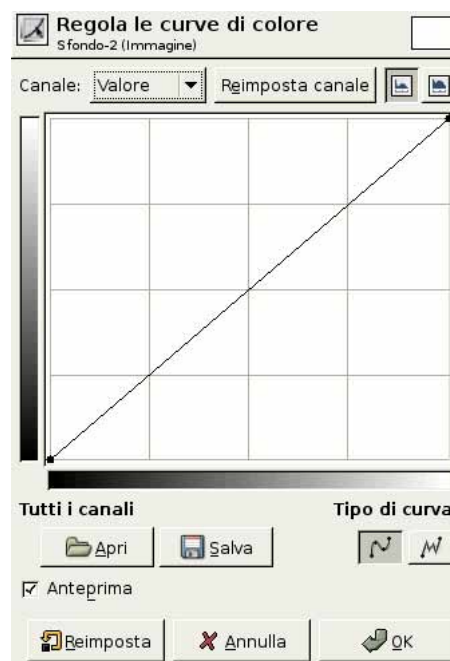 Regola le curve di colore
Sfondo-2 (Immagine)
Canale: Valore Reimposta canale
Tutti i canali Tipo di curva
Apri Salva
Anteprima
Reimposta Annulla OK